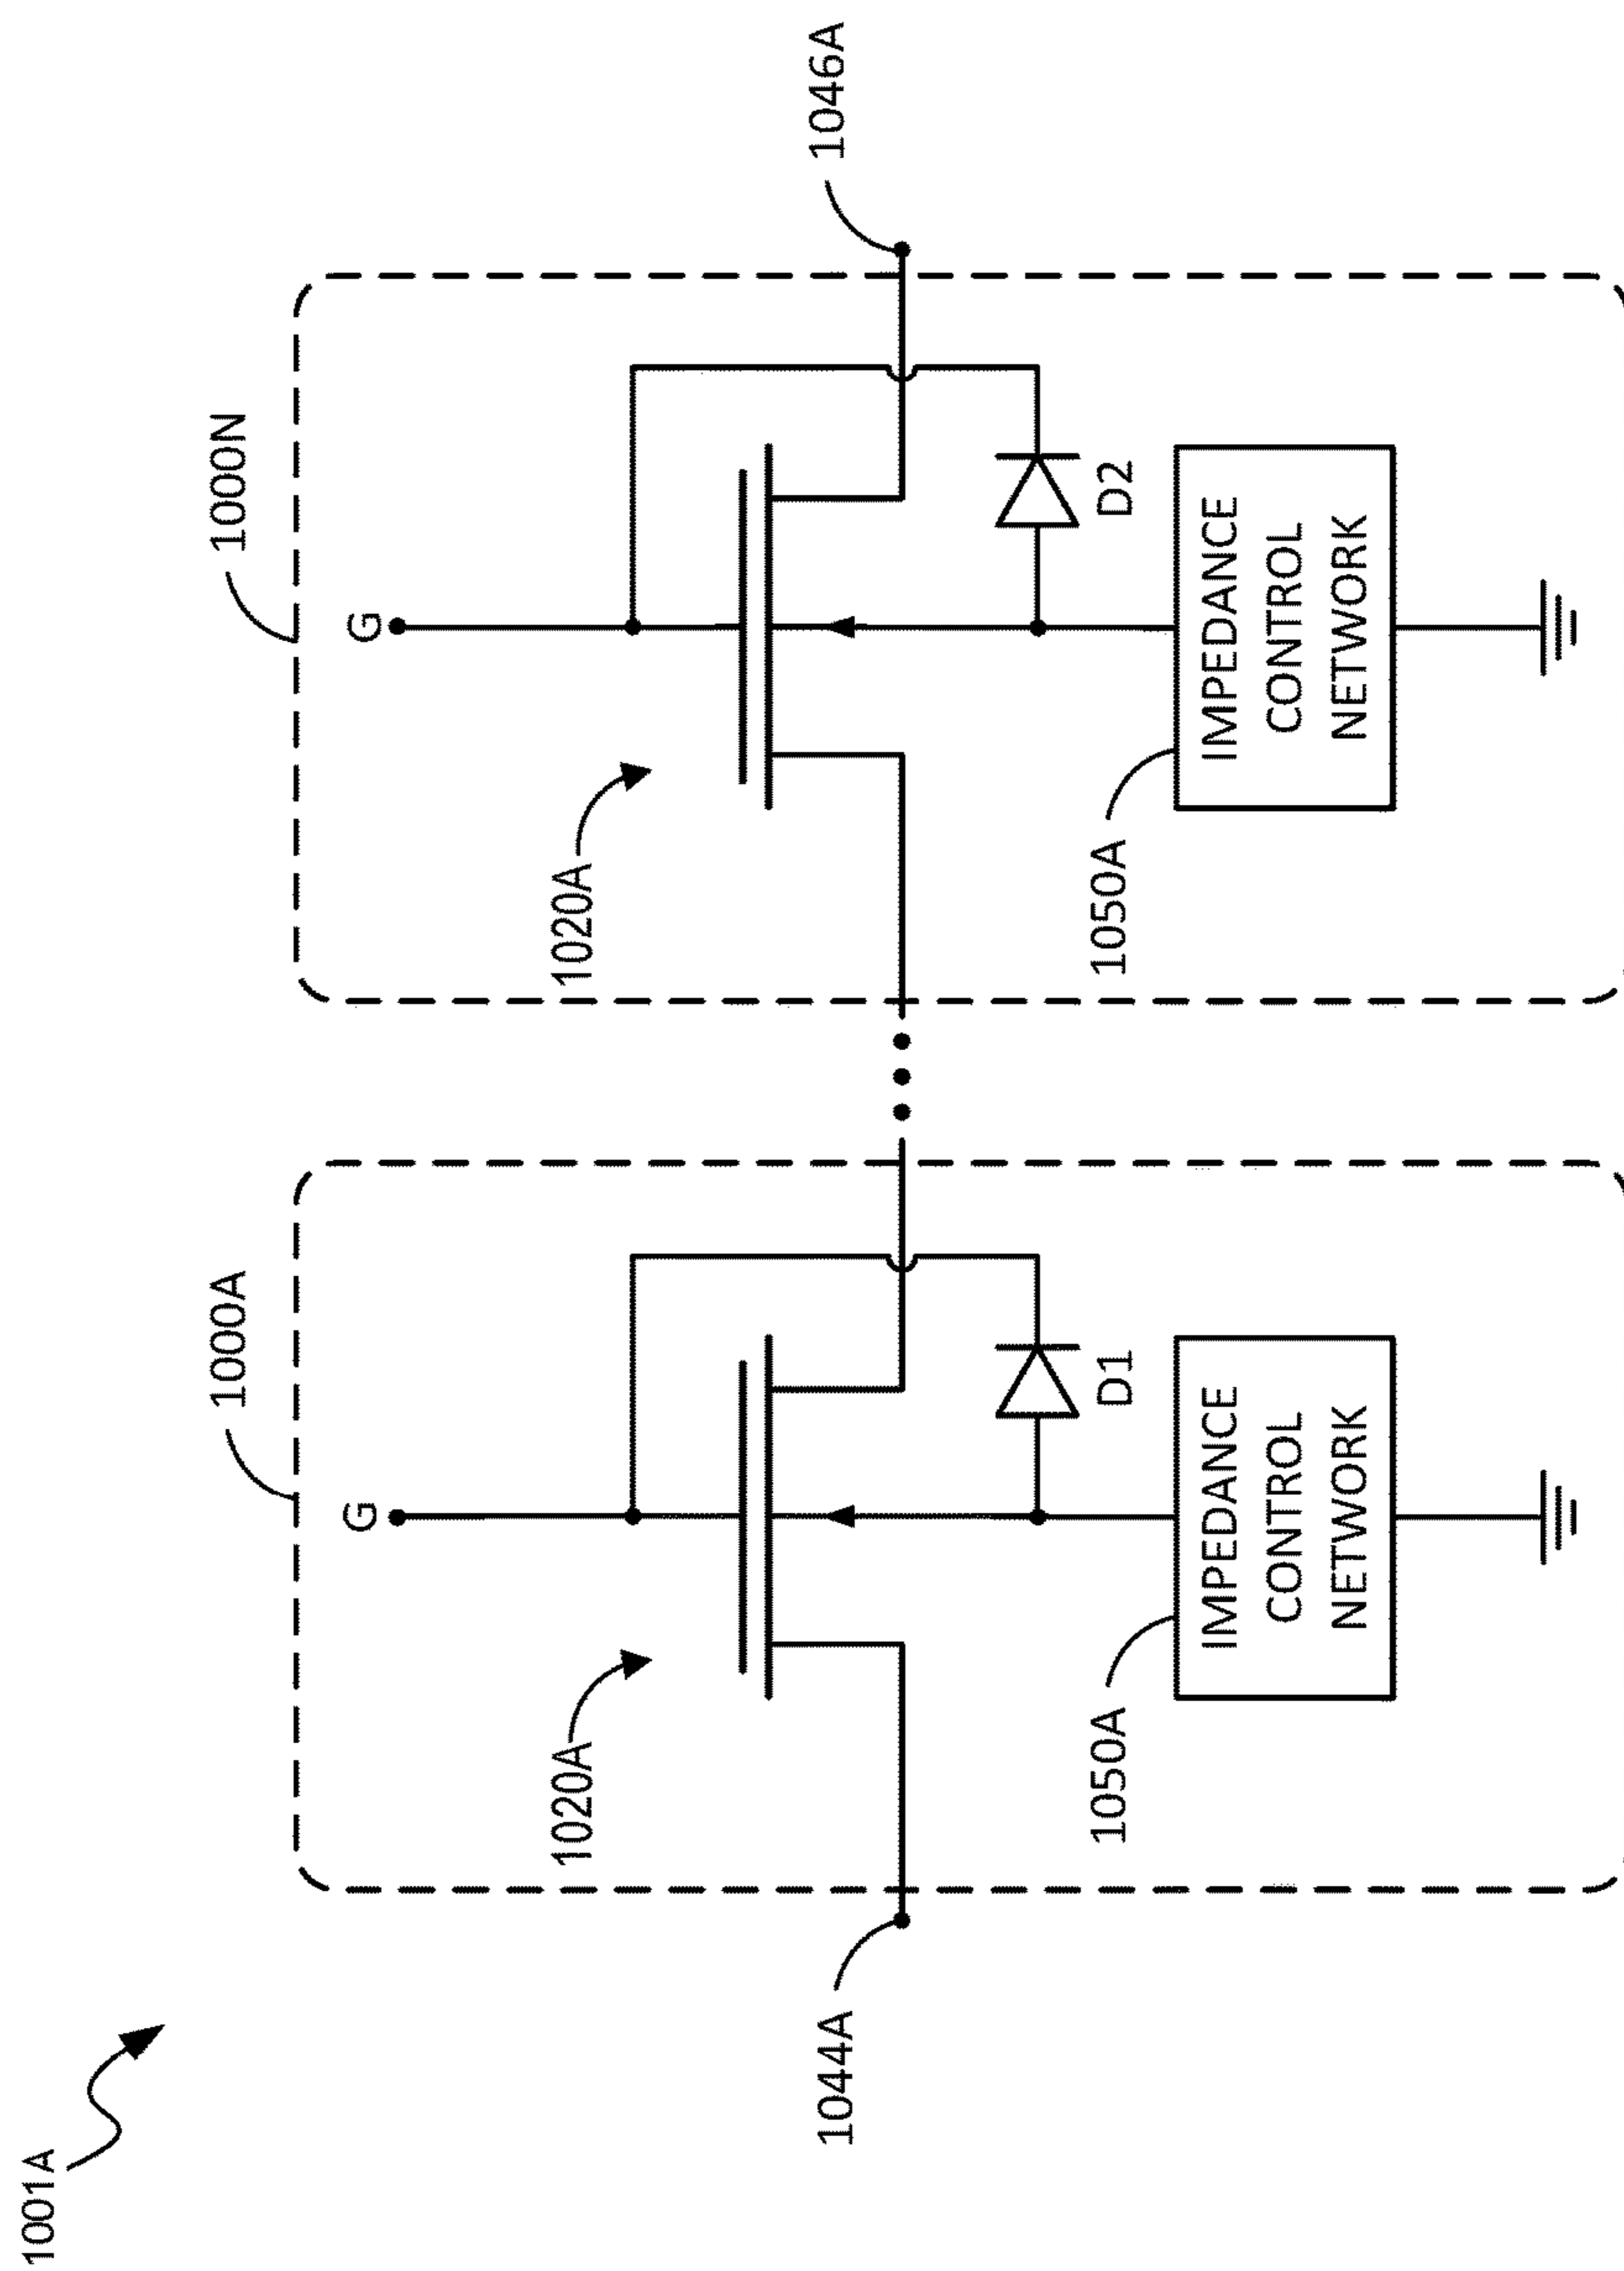 1001A
1000A
1000N
G
G
1020A
1020A
1044A
1046A
D1
D2
1050A
1050A
IMPEDANCE
CONTROL
NETWORK
IMPEDANCE
CONTROL
NETWORK